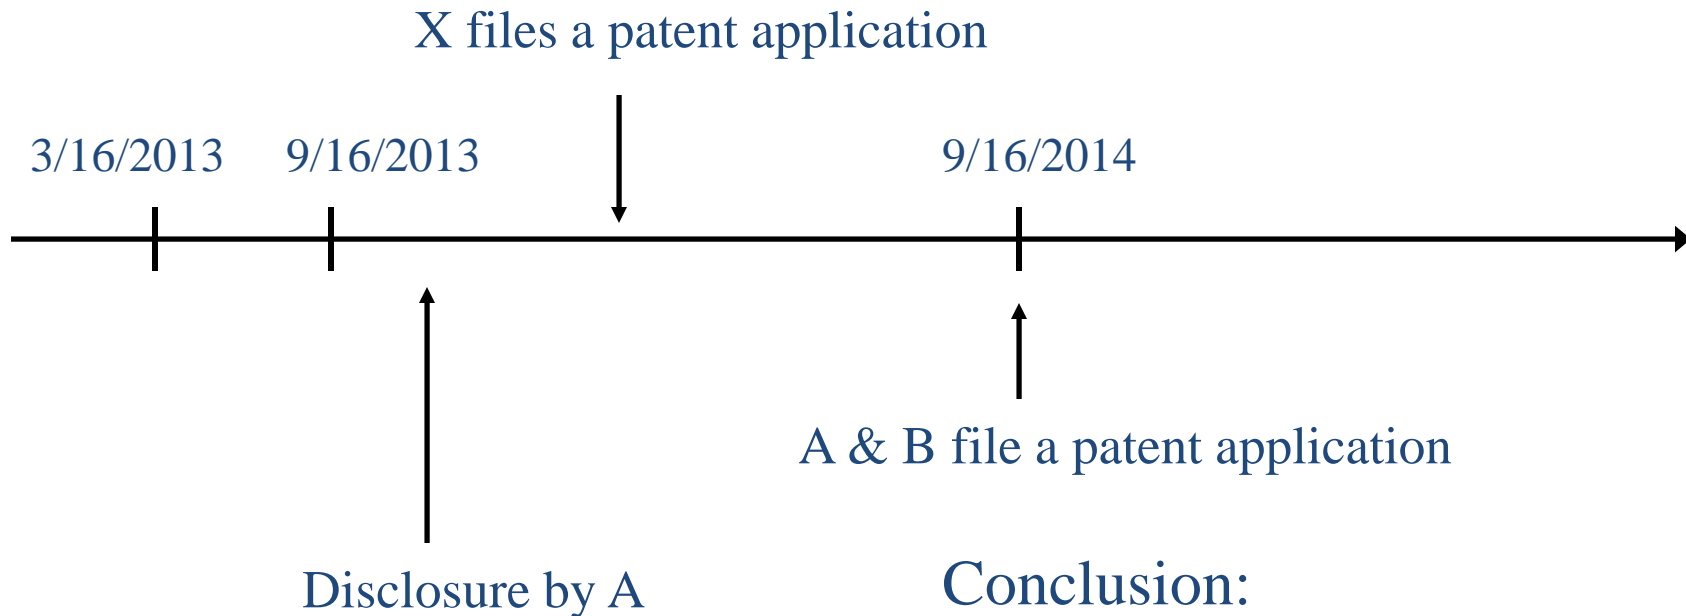 X files a patent application
3/16/2013 9/16/2013 9/16/2014
A & B file a patent application
Disclosure by A
Conclusion: